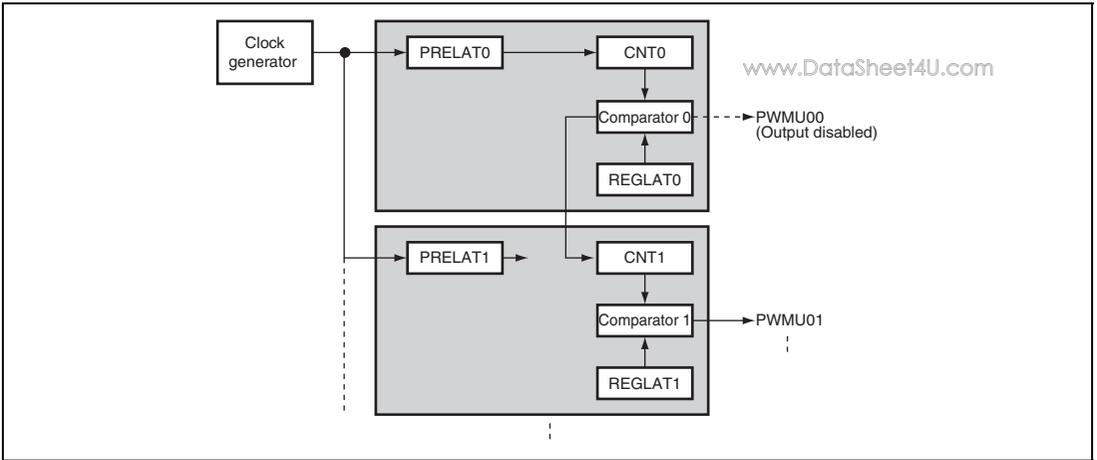 Clock
generator
PRELAT0
CNT0
www.DataSheet4U.com
Comparator 0
PWMU00
(Output disabled)
REGLAT0
PRELAT1
CNT1
Comparator 1
PWMU01
REGLAT1